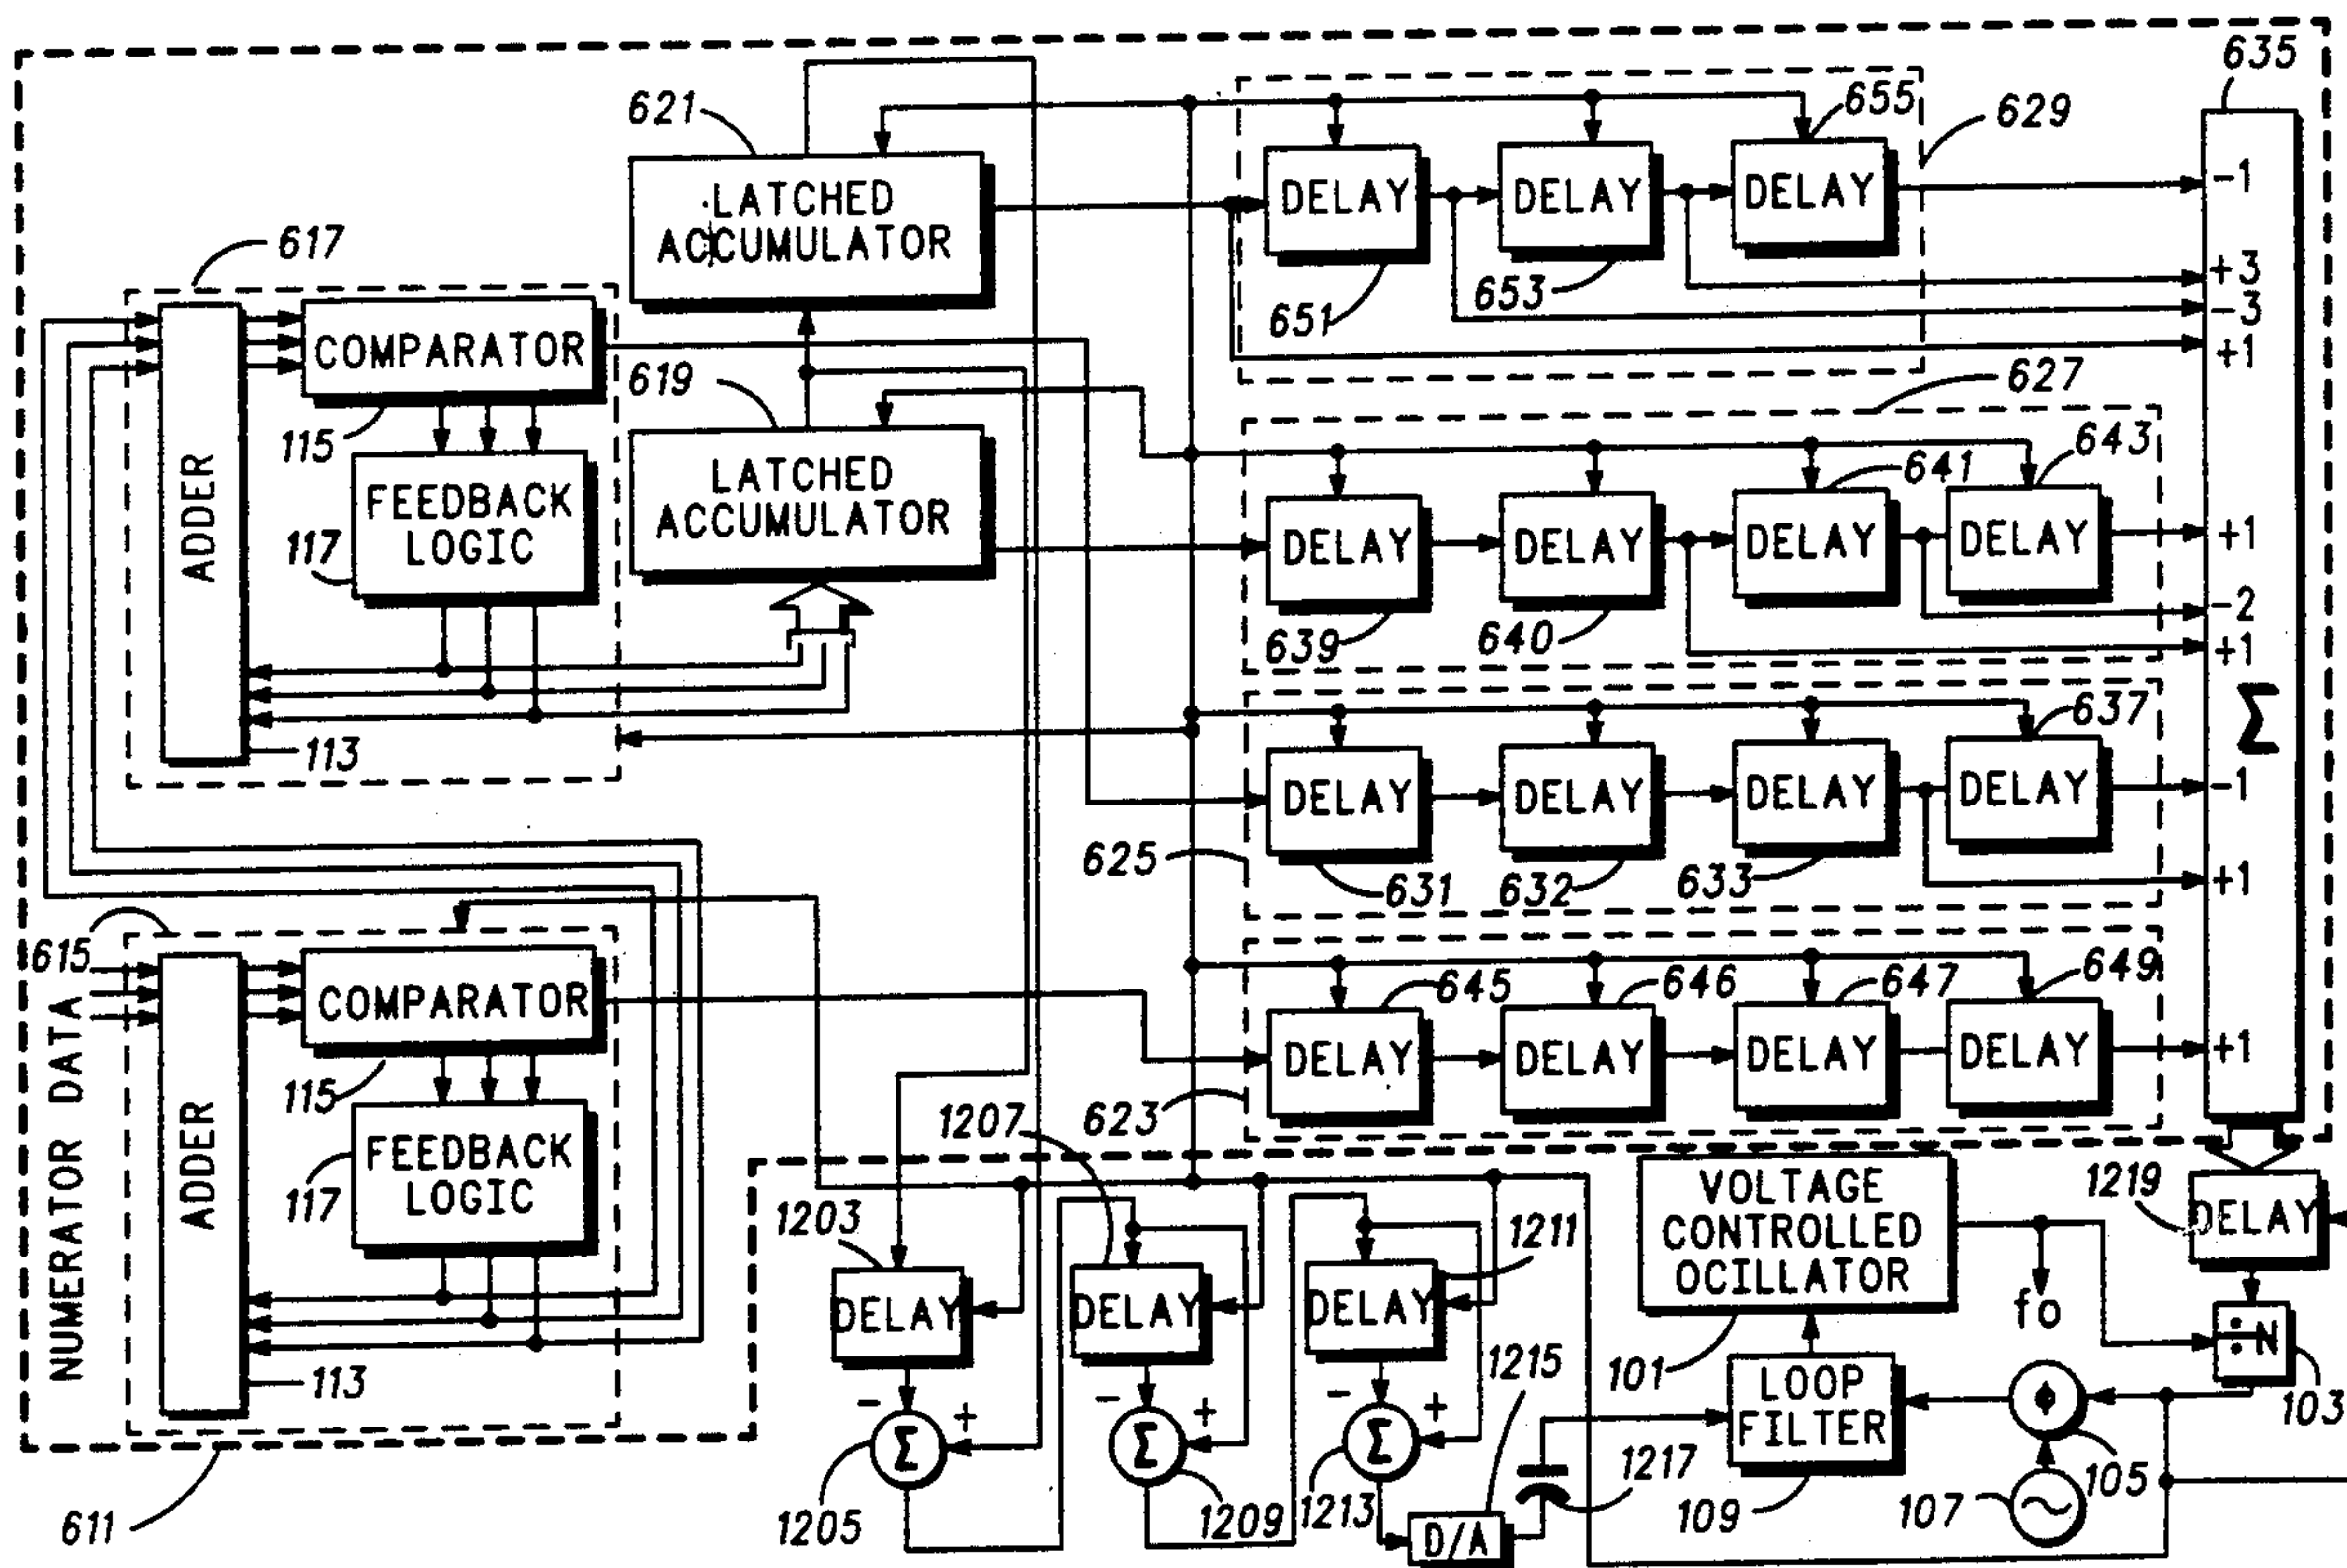 635
621
655
629
LATCHED
ACCUMULATOR
DELAY
DELAY
DELAY
-1
617
651
653
+3
-3
+1
COMPARATOR
619
627
115
643
641
ADDER
FEEDBACK
LOGIC
117
LATCHED
ACCUMULATOR
DELAY
DELAY
DELAY
DELAY
+1
-2
+1
639
640
Σ
637
113
DELAY
DELAY
DELAY
DELAY
-1
625
631
632
633
+1
615
COMPARATOR
645
646
647
649
NUMERATOR DATA
DELAY
DELAY
DELAY
DELAY
+1
115
623
1207
ADDER
FEEDBACK
LOGIC
117
1203
1211
VOLTAGE
CONTROLLED
OCILLATOR
1219
DELAY
DELAY
DELAY
DELAY
fo
÷N
113
1215
101
LOOP
FILTER
ϕ
103
-
+
-
+
-
+
Σ
Σ
Σ
1217
105
611
1205
1209
1213
D/A
109
107